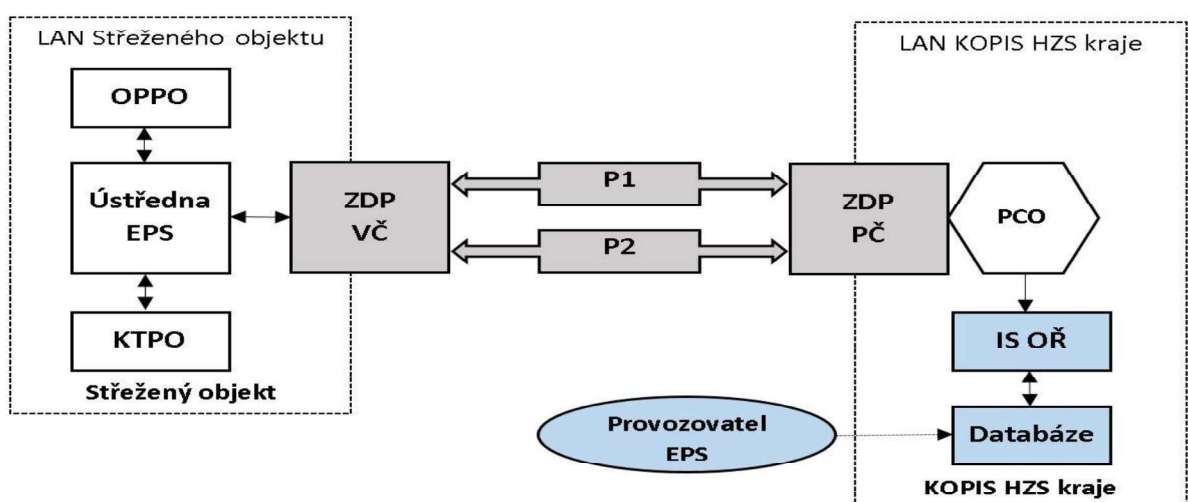 LAN Střeženého objektu
OPPO
Ústředna
EPS
KTPO
Střežený objekt
ZDP
VČ
P1
P2
LAN KOPIS HZS kraje
ZDP
PČ
PCO
IS OŘ
Provozovatel
EPS
Databáze
KOPIS HZS kraje